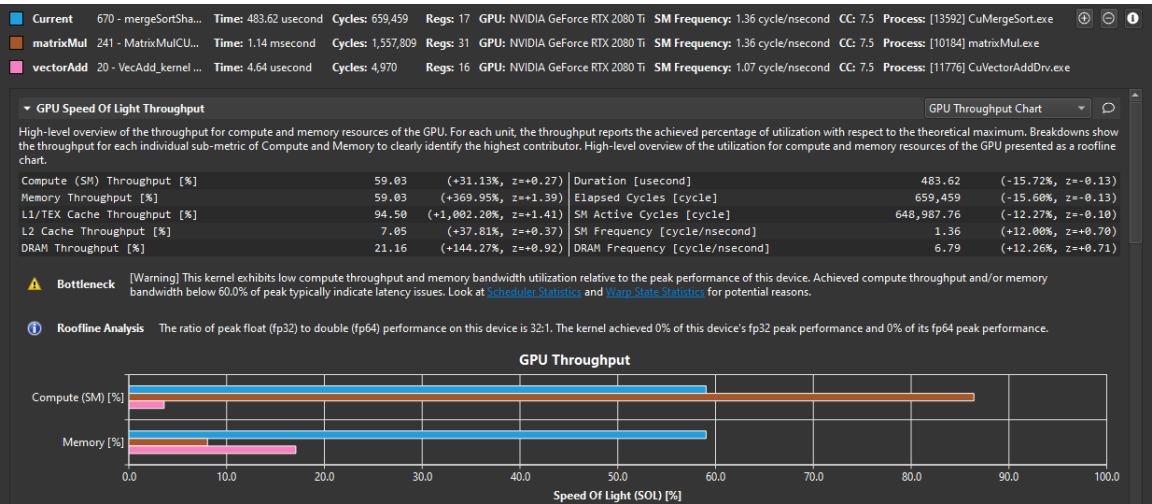 Current 670 - mergeSortSha... Time: 483.62 usecond Cycles: 659,459 Regs: 17 GPU: NVIDIA GeForce RTX 2080 Ti SM Frequency: 1.36 cycle/nsecond CC: 7.5 Process: [13592] CuMergeSort.exe
matrixMul 241 - MatrixMulCU... Time: 1.14 msecond Cycles: 1,557,809 Regs: 31 GPU: NVIDIA GeForce RTX 2080 Ti SM Frequency: 1.36 cycle/nsecond CC: 7.5 Process: [10184] matrixMul.exe
vectorAdd 20 - VecAdd_kernel ... Time: 4.64 usecond Cycles: 4,970 Regs: 16 GPU: NVIDIA GeForce RTX 2080 Ti SM Frequency: 1.07 cycle/nsecond CC: 7.5 Process: [11776] CuVectorAddDrv.exe
GPU Speed Of Light Throughput GPU Throughput Chart
High-level overview of the throughput for compute and memory resources of the GPU. For each unit, the throughput reports the achieved percentage of utilization with respect to the theoretical maximum. Breakdowns show
the throughput for each individual sub-metric of Compute and Memory to clearly identify the highest contributor. High-level overview of the utilization for compute and memory resources of the GPU presented as a roofline
chart.
Compute (SM) Throughput [%] 59.03 (+31.13%, z=+0.27) Duration [usecond] 483.62 (-15.72%, z=-0.13)
Memory Throughput [%] 59.03 (+369.95%, z=+1.39) Elapsed Cycles [cycle] 659,459 (-15.60%, z=-0.13)
L1/TEX Cache Throughput [%] 94.50 (+1,002.20%, z=+1.41) SM Active Cycles [cycle] 648,987.76 (-12.27%, z=-0.10)
L2 Cache Throughput [%] 7.05 (+37.81%, z=+0.37) SM Frequency [cycle/nsecond] 1.36 (+12.00%, z=+0.70)
DRAM Throughput [%] 21.16 (+144.27%, z=+0.92) DRAM Frequency [cycle/nsecond] 6.79 (+12.26%, z=+0.71)
Bottleneck [Warning] This kernel exhibits low compute throughput and memory bandwidth utilization relative to the peak performance of this device. Achieved compute throughput and/or memory
bandwidth below 60.0% of peak typically indicate latency issues. Look at Scheduler Statistics and Warp State Statistics for potential reasons.
Roofline Analysis The ratio of peak float (fp32) to double (fp64) performance on this device is 32:1. The kernel achieved 0% of this device's fp32 peak performance and 0% of its fp64 peak performance.
GPU Throughput
Compute (SM) [%]
Memory [%]
0.0 10.0 20.0 30.0 40.0 50.0 60.0 70.0 80.0 90.0 100.0
Speed Of Light (SOL) [%]